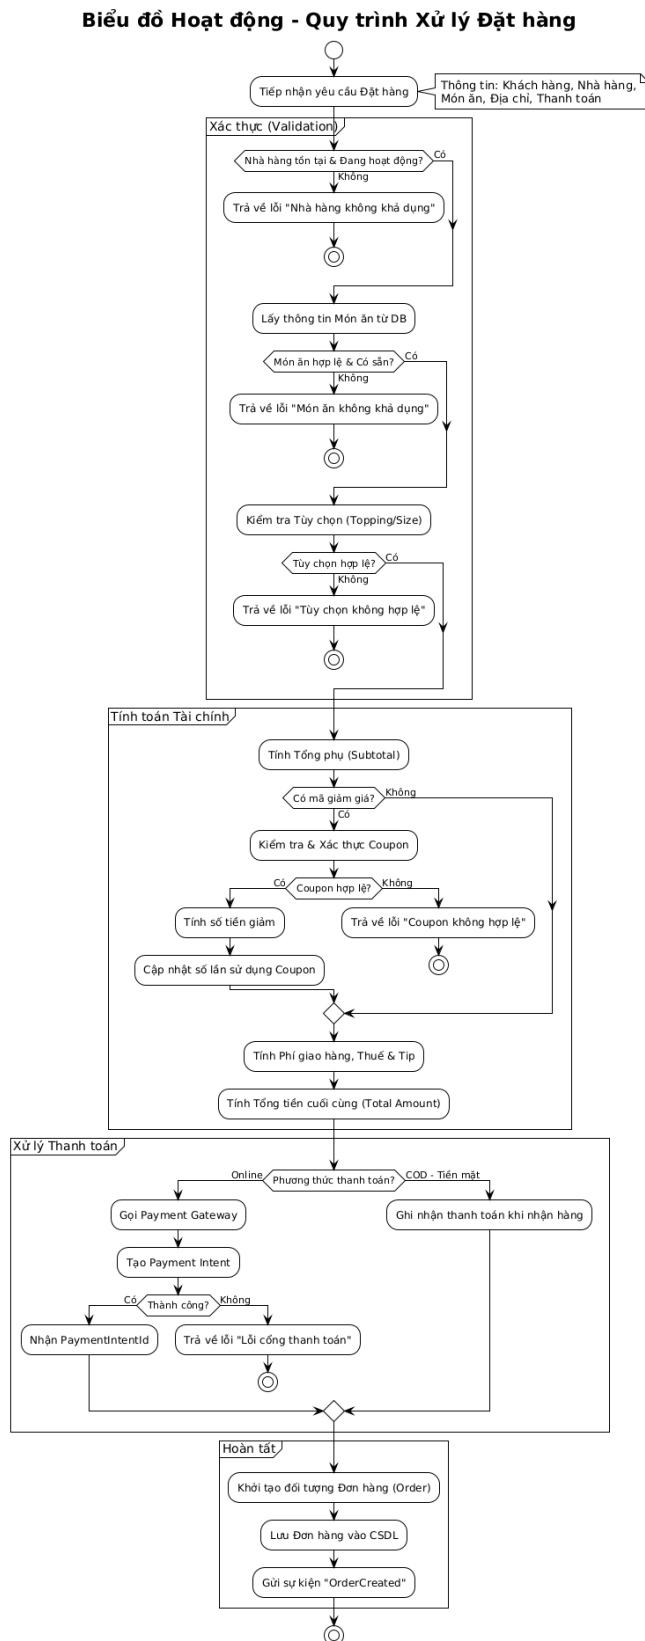 Biểu đồ Hoạt động - Quy trình Xử lý Đặt hàng
Tiếp nhận yêu cầu Đặt hàng
Thông tin: Khách hàng, Nhà hàng,
Món ăn, Địa chỉ, Thanh toán
Xác thực (Validation)
Nhà hàng tồn tại & Đang hoạt động?
Có
Không
Trả về lỗi "Nhà hàng không khả dụng"
Lấy thông tin Món ăn từ DB
Món ăn hợp lệ & Có sẵn?
Có
Không
Trả về lỗi "Món ăn không khả dụng"
Kiểm tra Tùy chọn (Topping/Size)
Tùy chọn hợp lệ?
Có
Không
Trả về lỗi "Tùy chọn không hợp lệ"
Tính toán Tài chính
Tính Tổng phụ (Subtotal)
Có mã giảm giá?
Không
Có
Kiểm tra & Xác thực Coupon
Có
Coupon hợp lệ?
Không
Tính số tiền giảm
Trả về lỗi "Coupon không hợp lệ"
Cập nhật số lần sử dụng Coupon
Tính Phí giao hàng, Thuế & Tip
Tính Tổng tiền cuối cùng (Total Amount)
Xử lý Thanh toán
Online
Phương thức thanh toán?
COD - Tiền mặt
Gọi Payment Gateway
Ghi nhận thanh toán khi nhận hàng
Tạo Payment Intent
Có
Thành công?
Không
Nhận PaymentIntentId
Trả về lỗi "Lỗi cổng thanh toán"
Hoàn tất
Khởi tạo đối tượng Đơn hàng (Order)
Lưu Đơn hàng vào CSDL
Gửi sự kiện "OrderCreated"